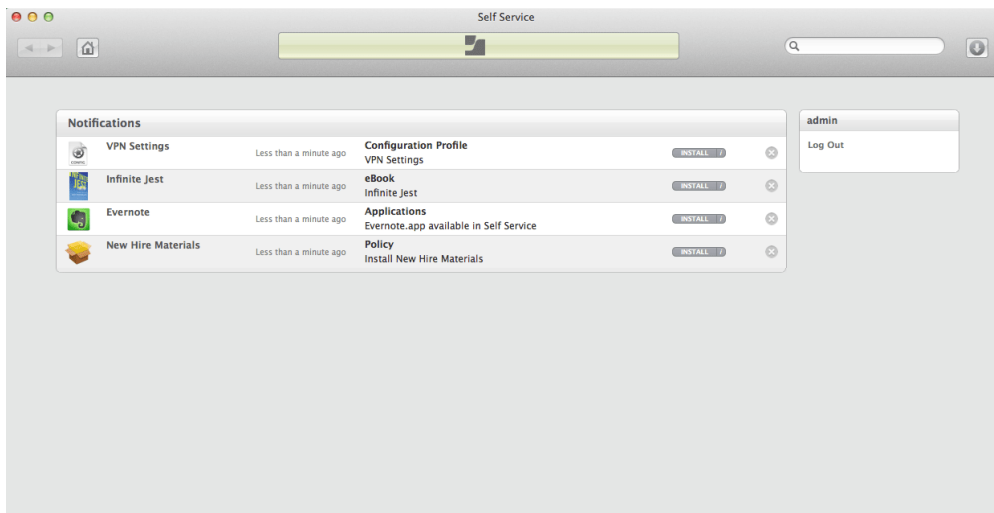 Self Service
Notifications
admin
Log Out
VPN Settings
Less than a minute ago
Configuration Profile
VPN Settings
INSTALL i
Infinite Jest
Less than a minute ago
eBook
Infinite Jest
INSTALL i
Evernote
Less than a minute ago
Applications
Evernote.app available in Self Service
INSTALL i
New Hire Materials
Less than a minute ago
Policy
Install New Hire Materials
INSTALL i